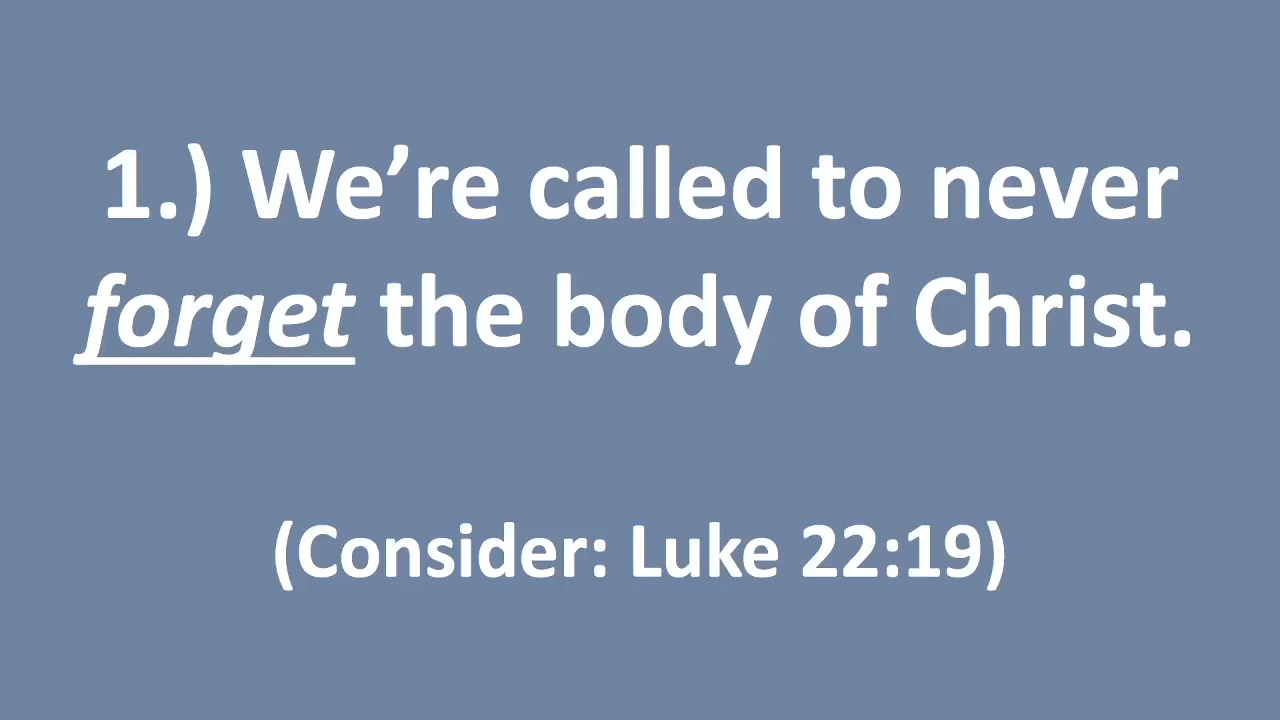 1.) We’re called to never
forget the body of Christ.
(Consider: Luke 22:19)